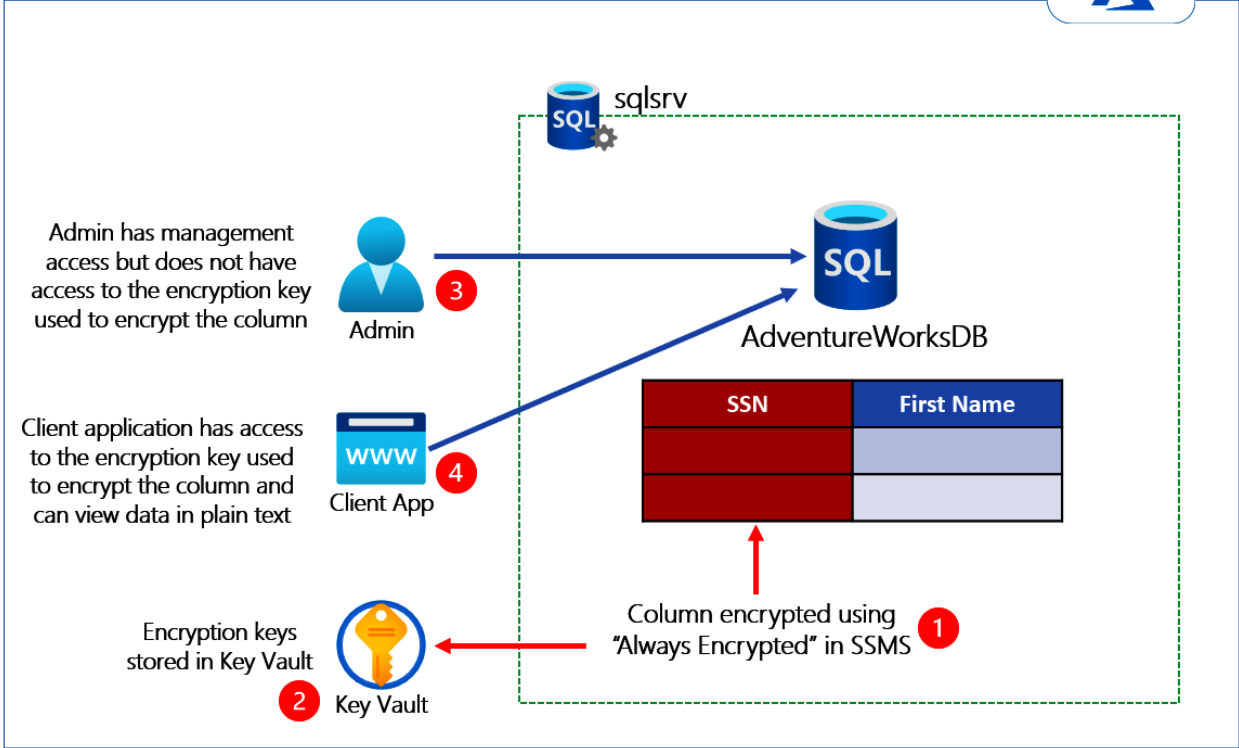 sqlsrv
SQL
Admin has management
access but does not have
access to the encryption key
used to encrypt the column
3
Admin
SQL
AdventureWorksDB
SSN First Name
Client application has access
to the encryption key used
to encrypt the column and
can view data in plain text
www
4
Client App
Encryption keys
stored in Key Vault
2
Key Vault
Column encrypted using
“Always Encrypted” in SSMS
1